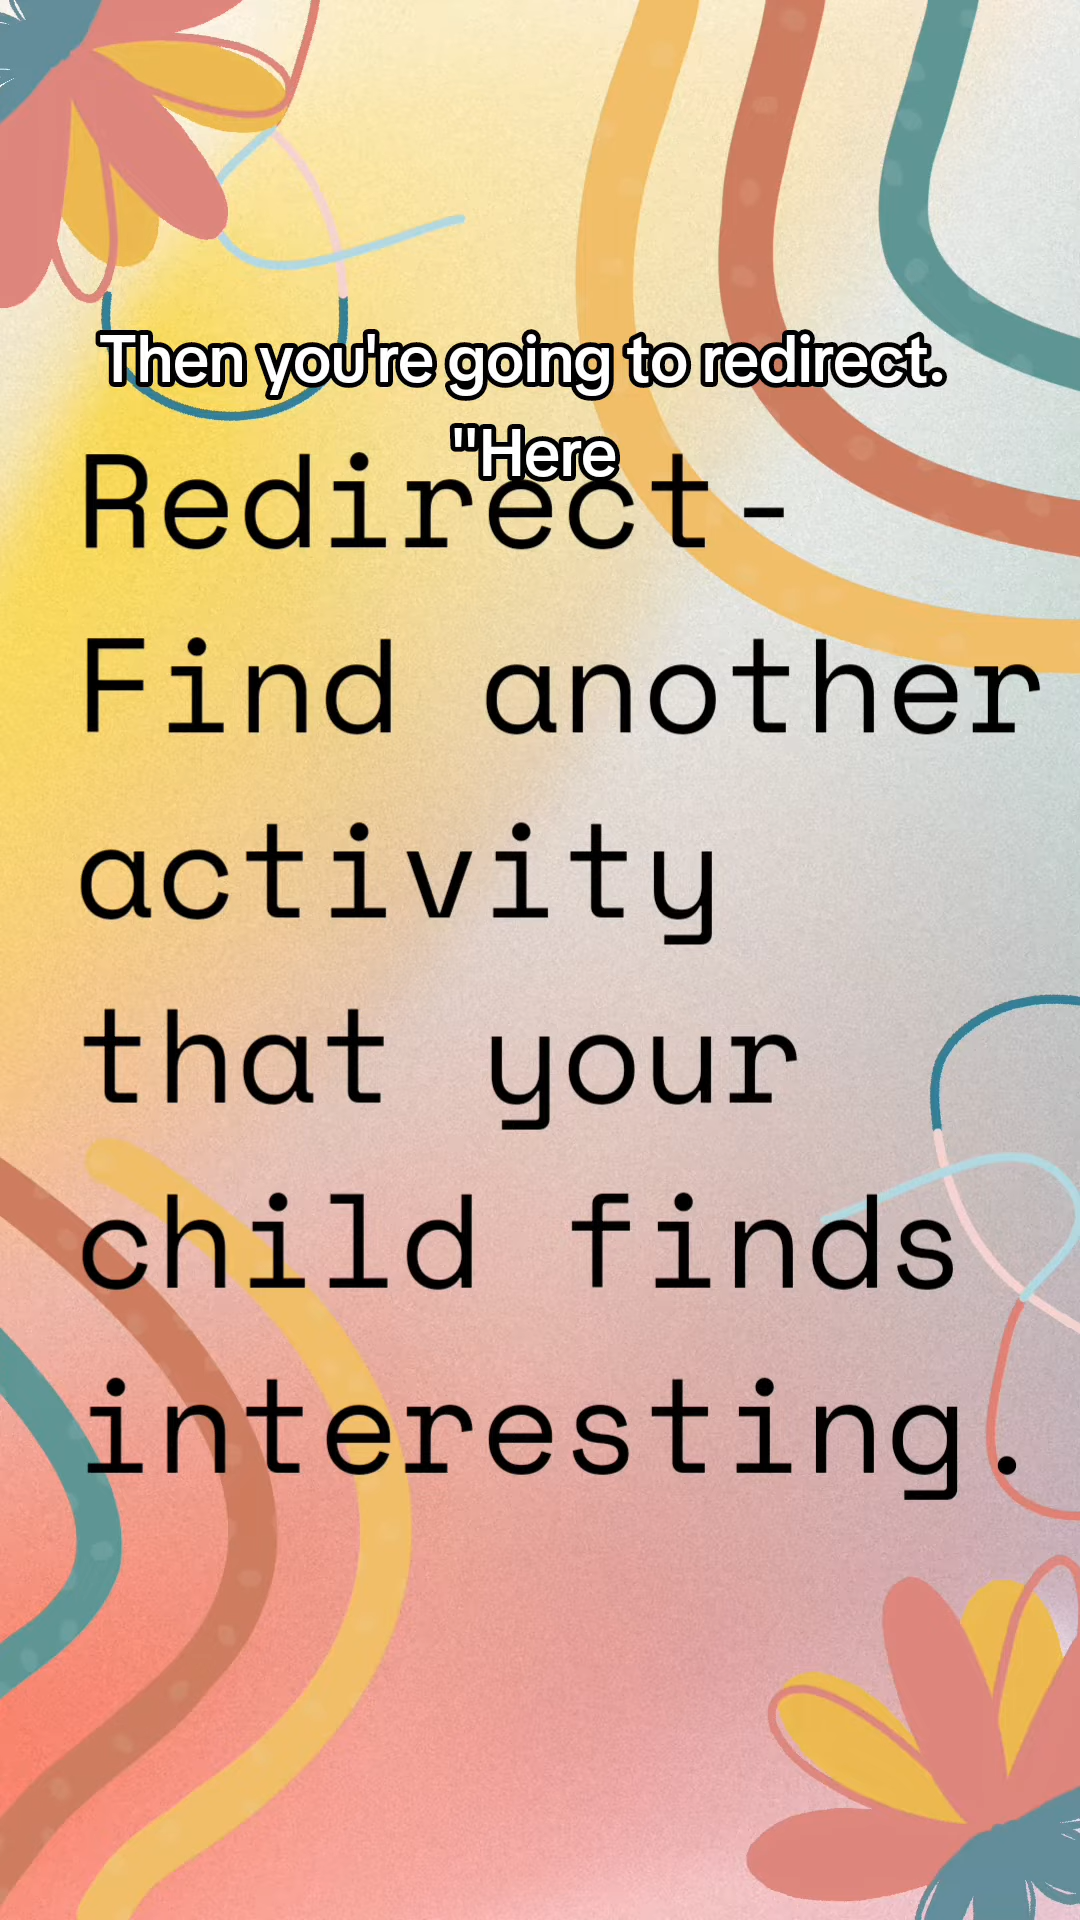 Then you're going to redirect.
"Here
Redirect-
Find another
activity
that your
child finds
interesting.